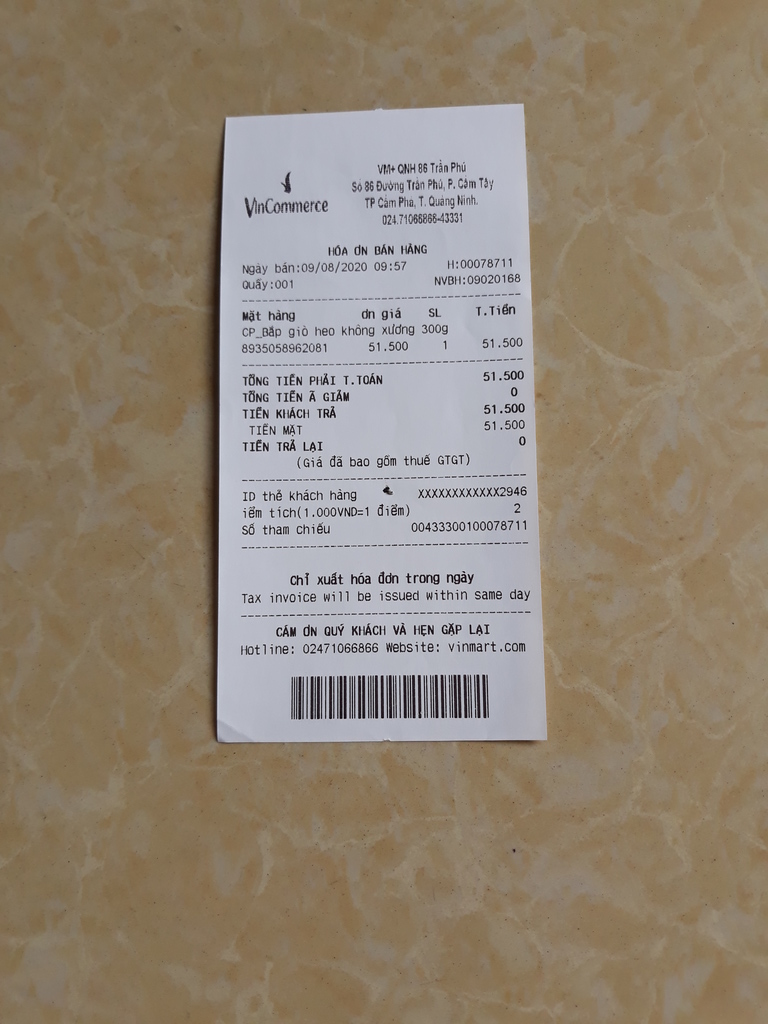 VinCommerce
VM+ QNH 86 Trần Phú
Số 86 Đường Trần Phú, P. Cẩm Tây
TP Cẩm Phả, T. Quảng Ninh.
024.71066866-43331
HÓA ƠN BÁN HÀNG
Ngày bán:09/08/2020 09:57 H:00078711
Quầy:001 NVBH:09020168
Mặt hàng ơn giá SL T.Tiền
CP_Bắp giò heo không xương 300g
8935058962081 51.500 1 51.500
TỔNG TIỀN PHẢI T.TOÁN 51.500
TỔNG TIỀN Ã GIẢM 0
TIỀN KHÁCH TRẢ 51.500
TIỀN MẶT 51.500
TIỀN TRẢ LẠI 0
(Giá đã bao gồm thuế GTGT)
ID thẻ khách hàng XXXXXXXXXXXX2946
iểm tích(1.000VND=1 điểm) 2
Số tham chiếu 00433300100078711
Chỉ xuất hóa đơn trong ngày
Tax invoice will be issued within same day
CẢM ƠN QUÝ KHÁCH VÀ HẸN GẶP LẠI
Hotline: 02471066866 Website: vinmart.com